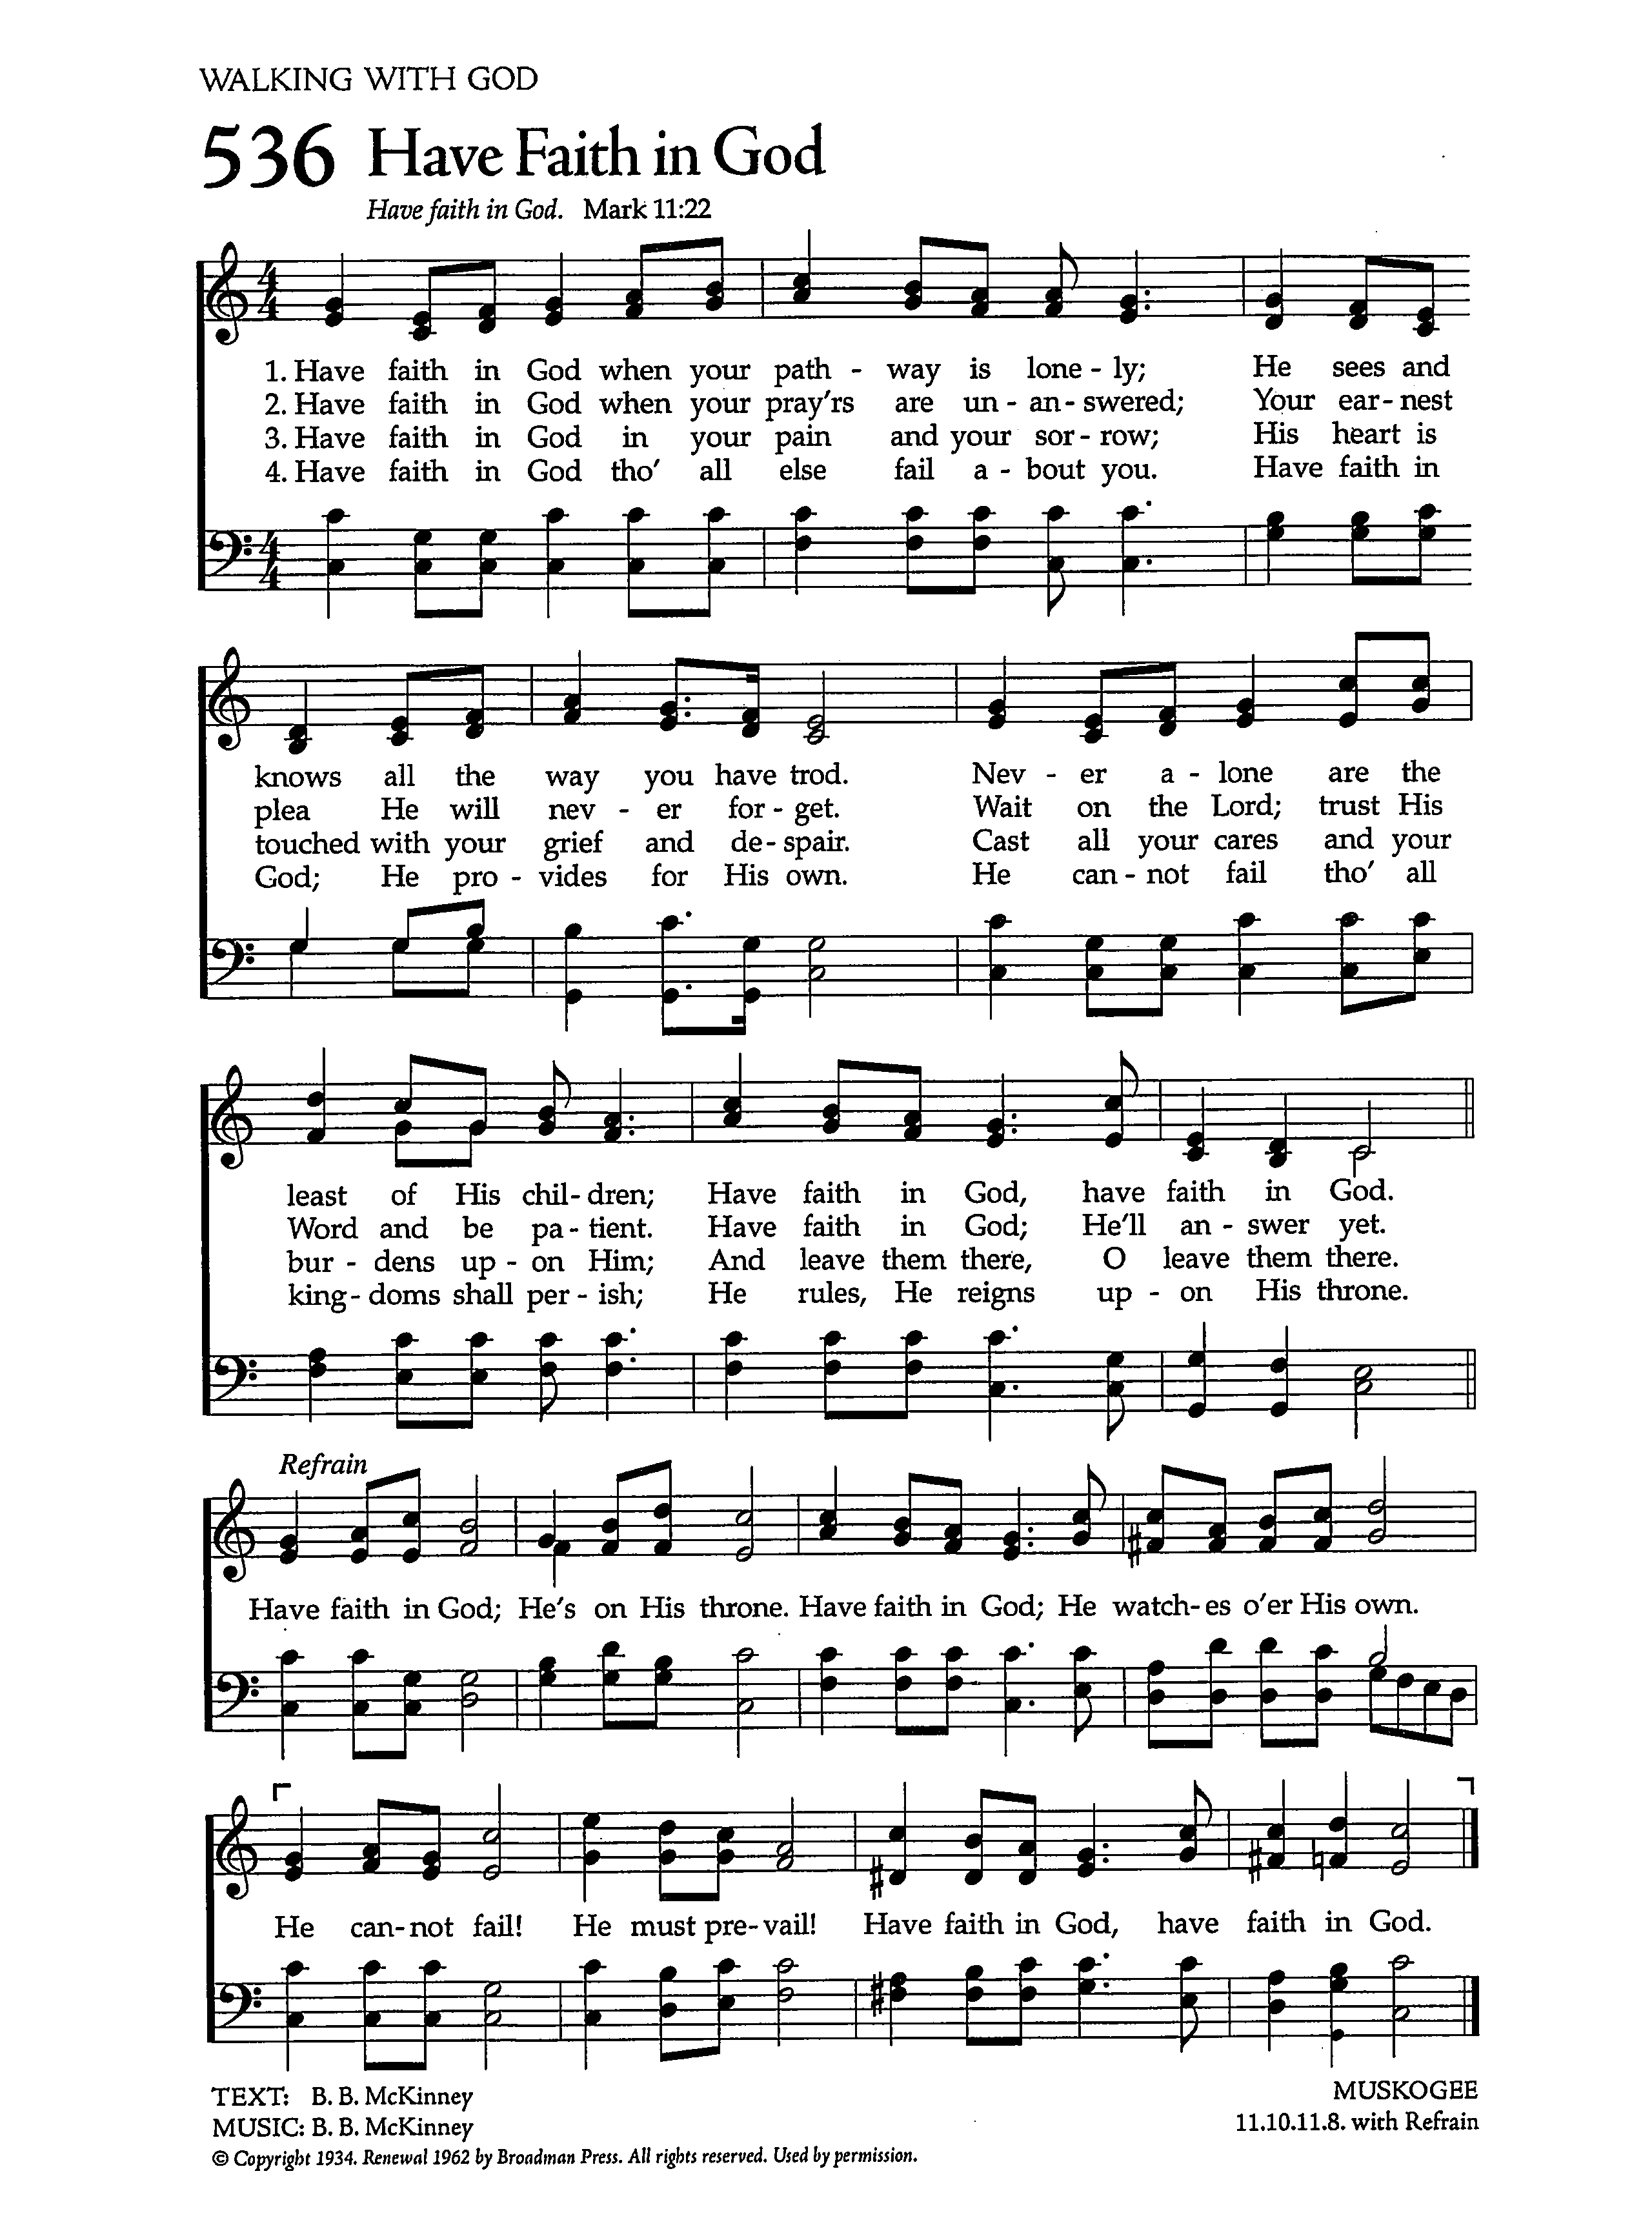 WALKING WITH GOD
536 Have Faith in God
Have faith in God. Mark 11:22
1. Have faith in God when your path - way is lone - ly; He sees and
2. Have faith in God when your pray'rs are un - an - swered; Your ear - nest
3. Have faith in God in your pain and your sor - row; His heart is
4. Have faith in God tho' all else fail a - bout you. Have faith in
knows all the way you have trod. Nev - er a - lone are the
plea He will nev - er for - get. Wait on the Lord; trust His
touched with your grief and de - spair. Cast all your cares and your
God; He pro - vides for His own. He can - not fail tho' all
least of His chil - dren; Have faith in God, have faith in God.
Word and be pa - tient. Have faith in God; He'll an - swer yet.
bur - dens up - on Him; And leave them there, O leave them there.
king - doms shall per - ish; He rules, He reigns up - on His throne.
Refrain
Have faith in God; He's on His throne. Have faith in God; He watch - es o'er His own.
He can - not fail! He must pre - vail! Have faith in God, have faith in God.
TEXT: B. B. McKinney
MUSKOGEE
MUSIC: B. B. McKinney
11.10.11.8. with Refrain
© Copyright 1934. Renewal 1962 by Broadman Press. All rights reserved. Used by permission.